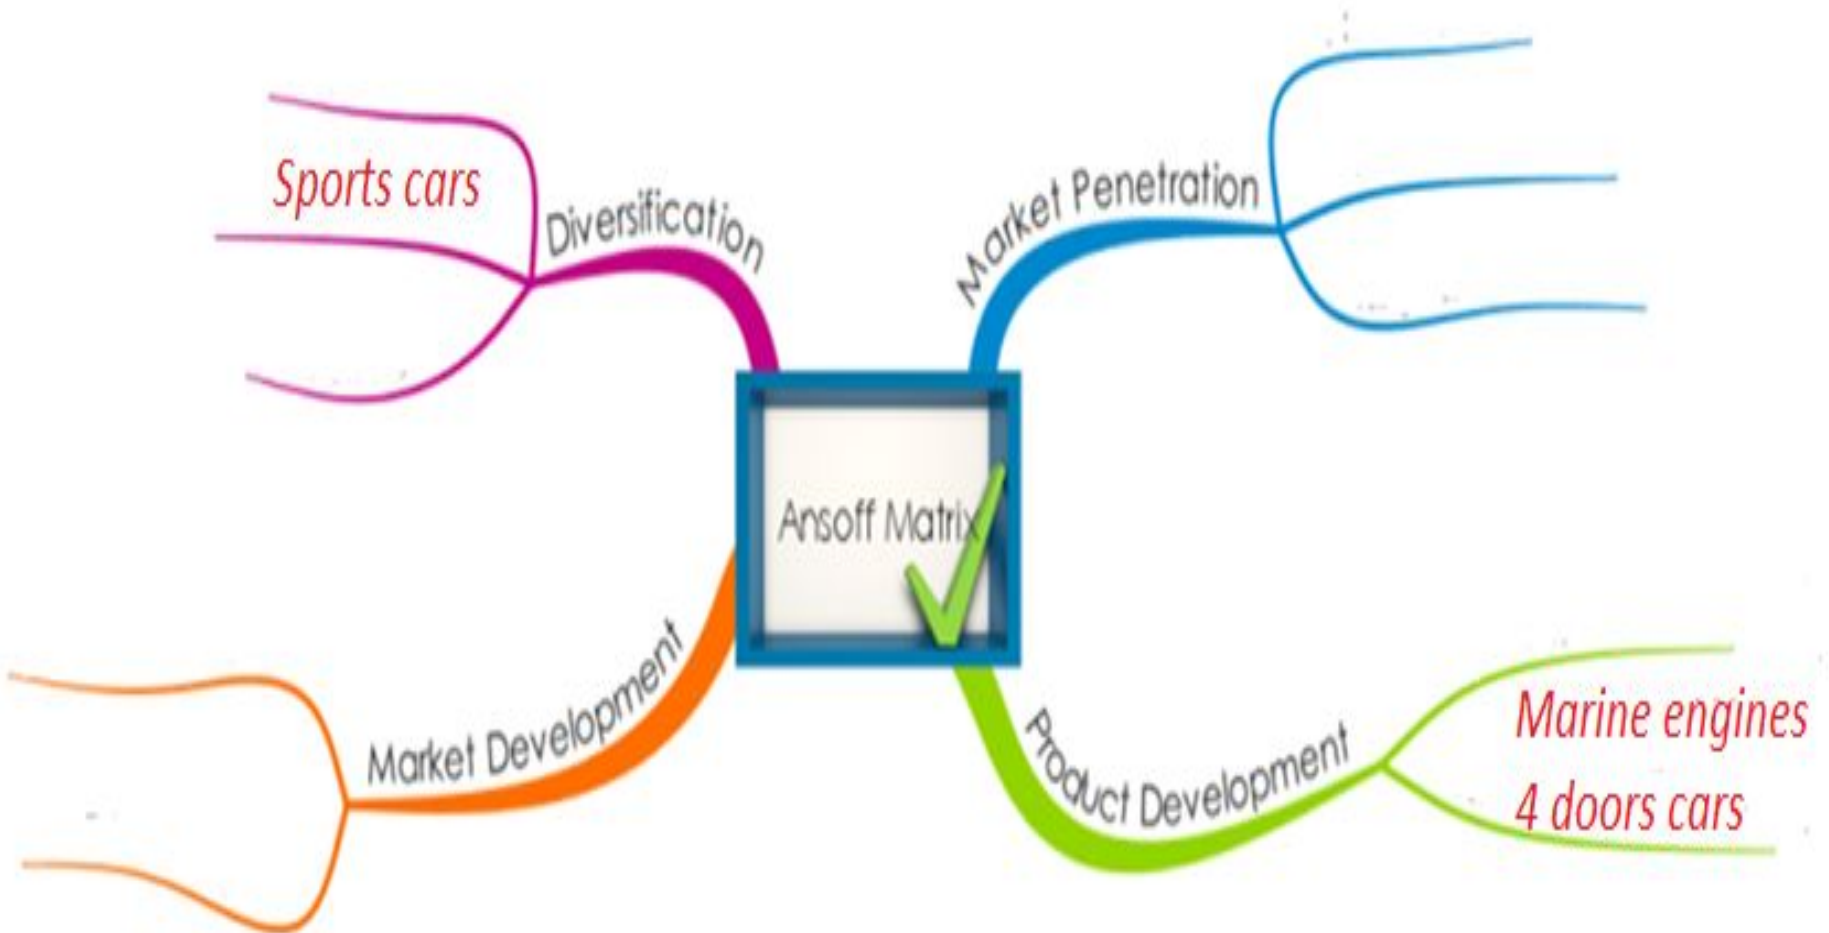 Sports cars
Diversification
Market Penetration
Ansoff Matrix
Market Development
Product Development
Marine engines
4 doors cars